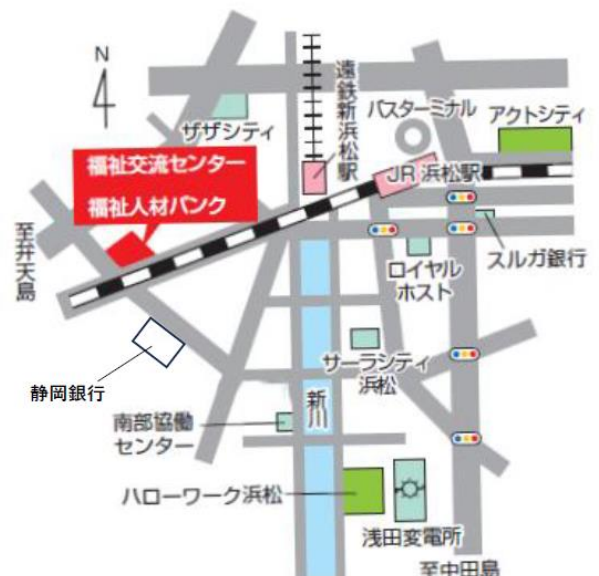 N
ザザシティ
遠鉄新浜松駅
バスターミナル
アクトシティ
福祉交流センター
福祉人材バンク
JR 浜松駅
至弁天島
ロイヤル
ホスト
スルガ銀行
静岡銀行
サーラシティ
浜松
新川
南部協働
センター
ハローワーク浜松
浅田変電所
至中田島